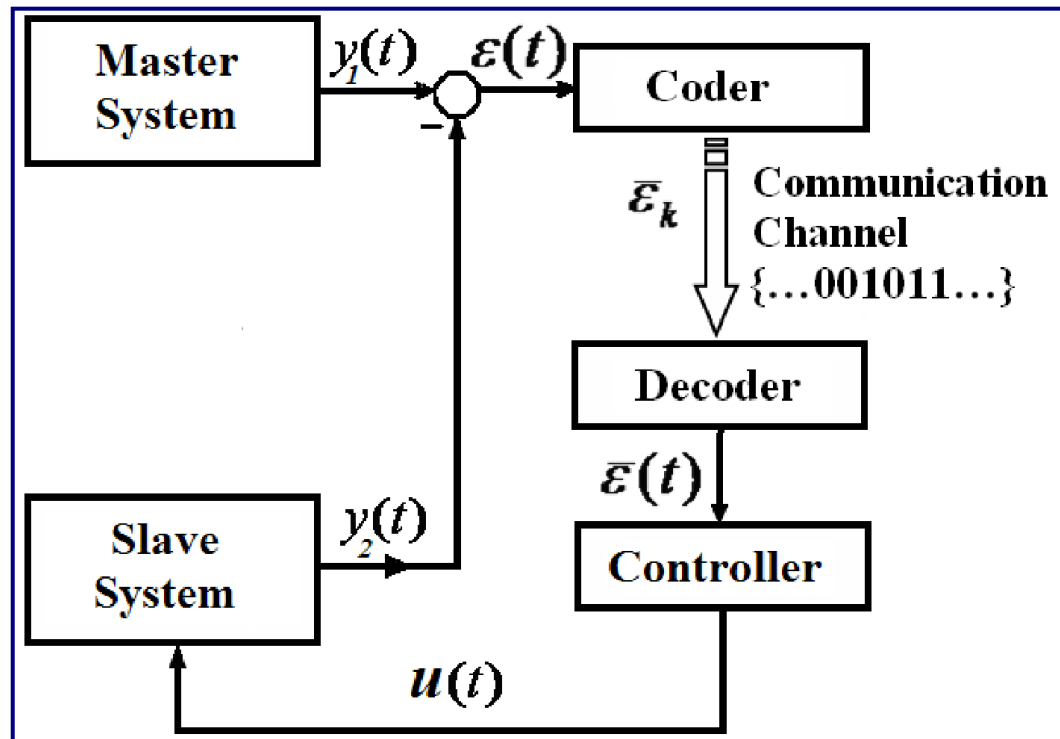 Master
System
y₁(t)
−
ε(t)
Coder
ε̅ₖ
Communication
Channel
{...001011...}
Decoder
ε̅(t)
Slave
System
y₂(t)
Controller
u(t)